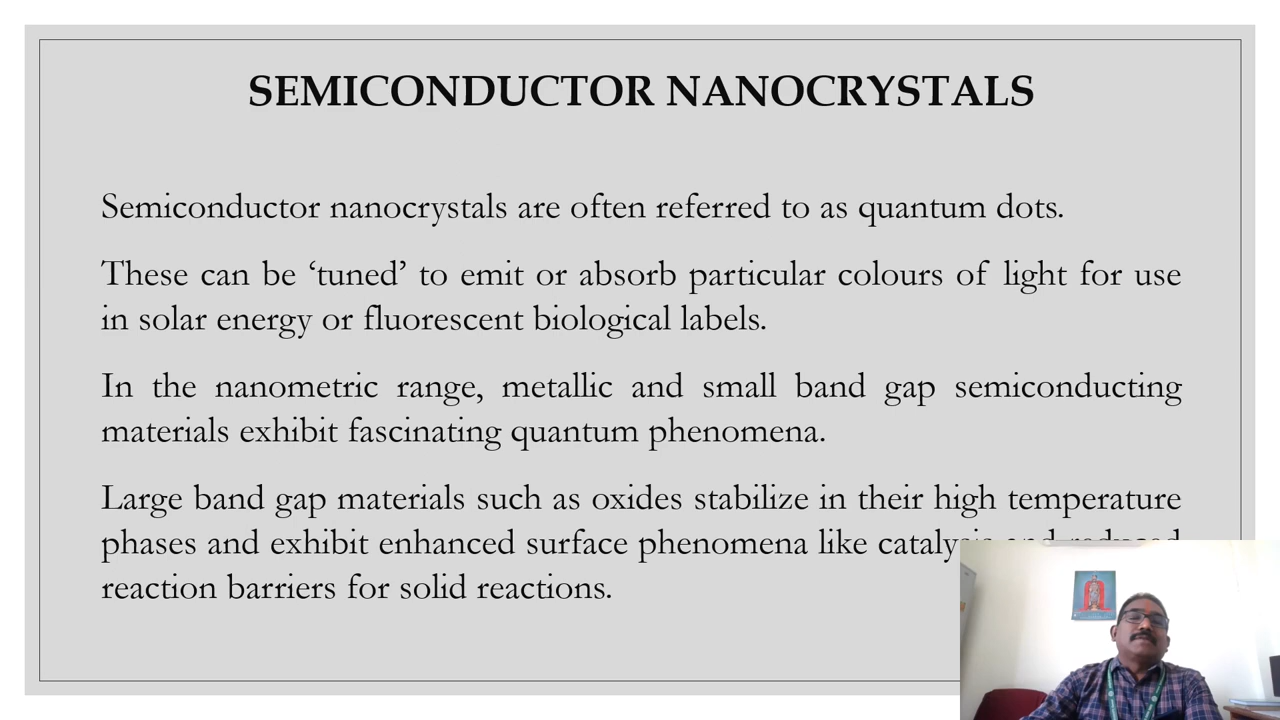 SEMICONDUCTOR NANOCRYSTALS
Semiconductor nanocrystals are often referred to as quantum dots.
These can be ‘tuned’ to emit or absorb particular colours of light for use
in solar energy or fluorescent biological labels.
In the nanometric range, metallic and small band gap semiconducting
materials exhibit fascinating quantum phenomena.
Large band gap materials such as oxides stabilize in their high temperature
phases and exhibit enhanced surface phenomena like catalysis and reduced
reaction barriers for solid reactions.